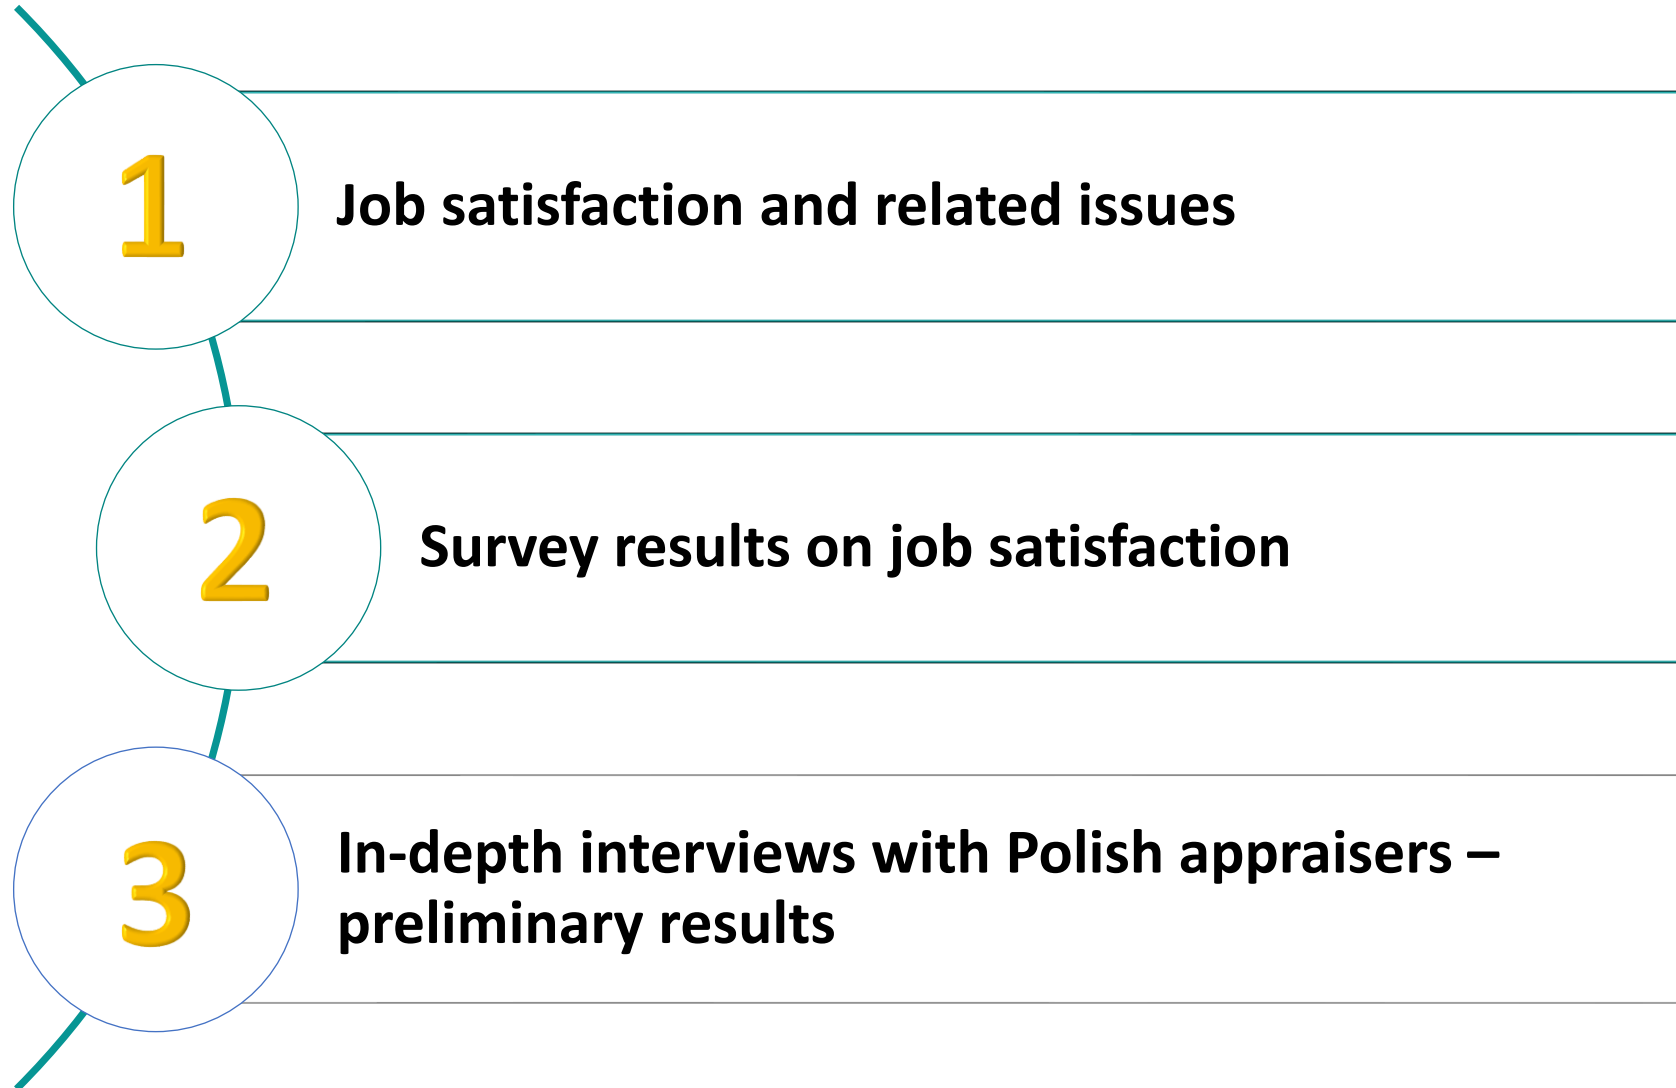 1
Job satisfaction and related issues
2
Survey results on job satisfaction
3
In-depth interviews with Polish appraisers –
preliminary results